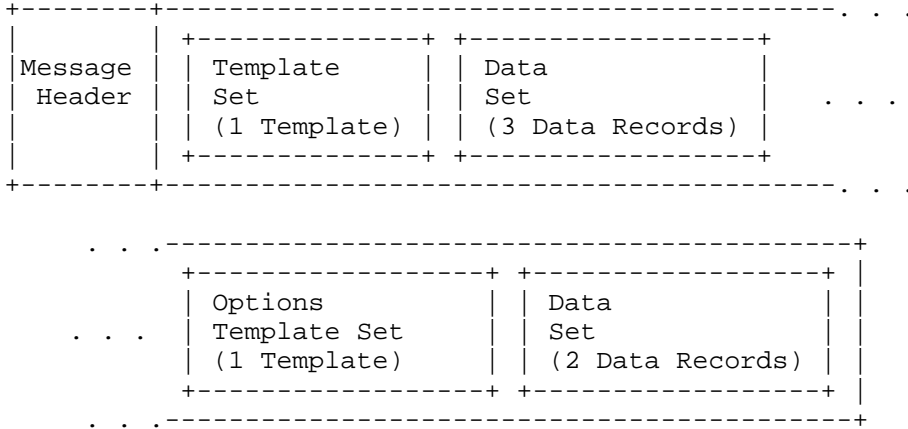 Message Header
Template Set (1 Template)
Data Set (3 Data Records)
. . .
. . .
Options Template Set (1 Template)
Data Set (2 Data Records)